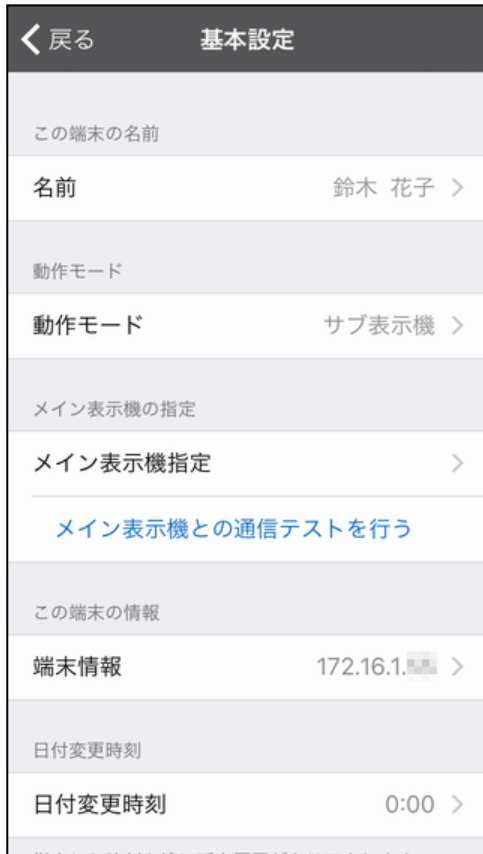 戻る 基本設定
この端末の名前
名前 鈴木 花子
動作モード
動作モード サブ表示機
メイン表示機の指定
メイン表示機指定
メイン表示機との通信テストを行う
この端末の情報
端末情報 172.16.1.
日付変更時刻
日付変更時刻 0:00